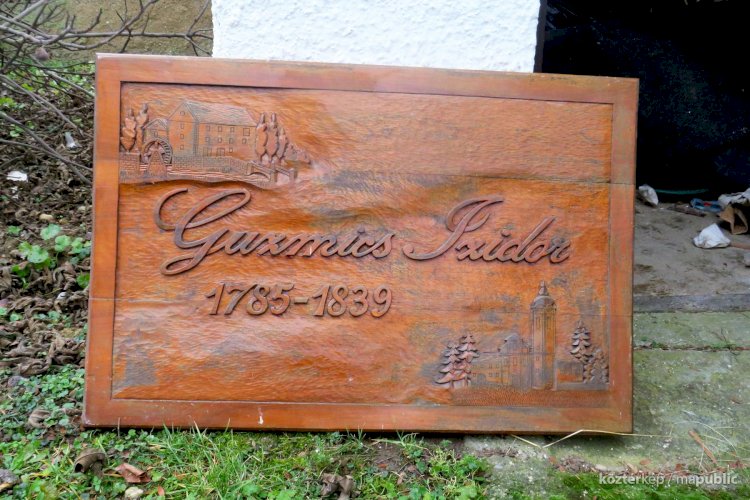 Guzmics Izidor
1785-1839
köztérkép / mapublic